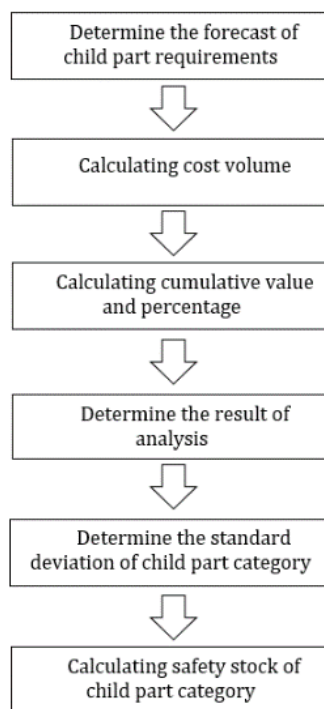 Determine the forecast of
child part requirements
Calculating cost volume
Calculating cumulative value
and percentage
Determine the result of
analysis
Determine the standard
deviation of child part category
Calculating safety stock of
child part category